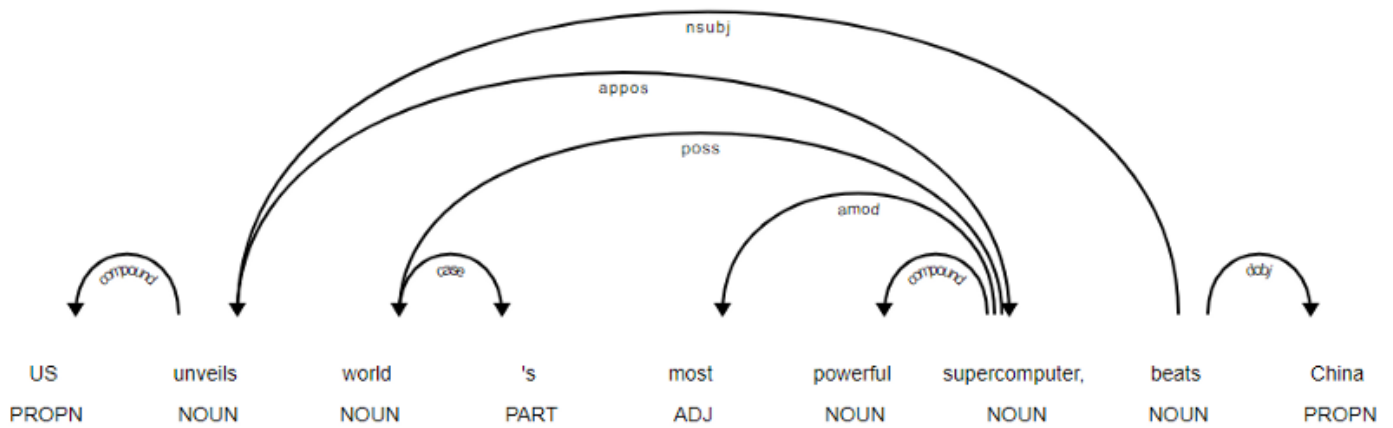 nsubj
appos
poss
amod
compound case compound dobj
US unveils world 's most powerful supercomputer, beats China
PROPN NOUN NOUN PART ADJ NOUN NOUN NOUN PROPN